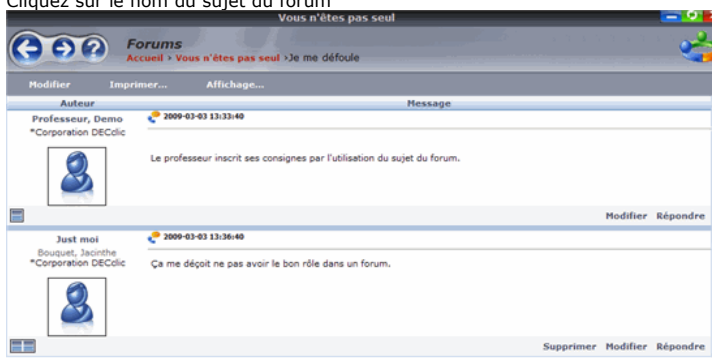 Cliquez sur le nom du sujet du forum
Vous n'êtes pas seul
Forums
Accueil › Vous n'êtes pas seul ›Je me défoule
Modifier Imprimer... Affichage...
Auteur Message
Professeur, Demo 2009-03-03 13:33:40
*Corporation DECclic
Le professeur inscrit ses consignes par l'utilisation du sujet du forum.
Modifier Répondre
Just moi 2009-03-03 13:36:40
Bouquet, Jacinthe
*Corporation DECclic
Ça me déçoit ne pas avoir le bon rôle dans un forum.
Supprimer Modifier Répondre